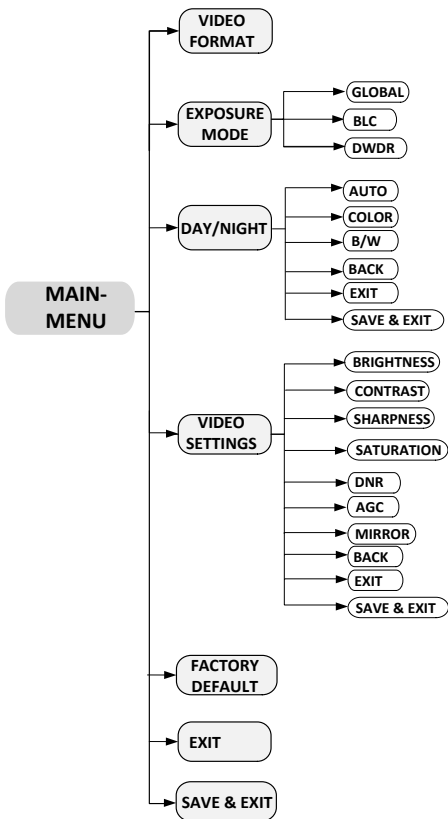 MAIN-
MENU
VIDEO
FORMAT
EXPOSURE
MODE
GLOBAL
BLC
DWDR
DAY/NIGHT
AUTO
COLOR
B/W
BACK
EXIT
SAVE & EXIT
VIDEO
SETTINGS
BRIGHTNESS
CONTRAST
SHARPNESS
SATURATION
DNR
AGC
MIRROR
BACK
EXIT
SAVE & EXIT
FACTORY
DEFAULT
EXIT
SAVE & EXIT